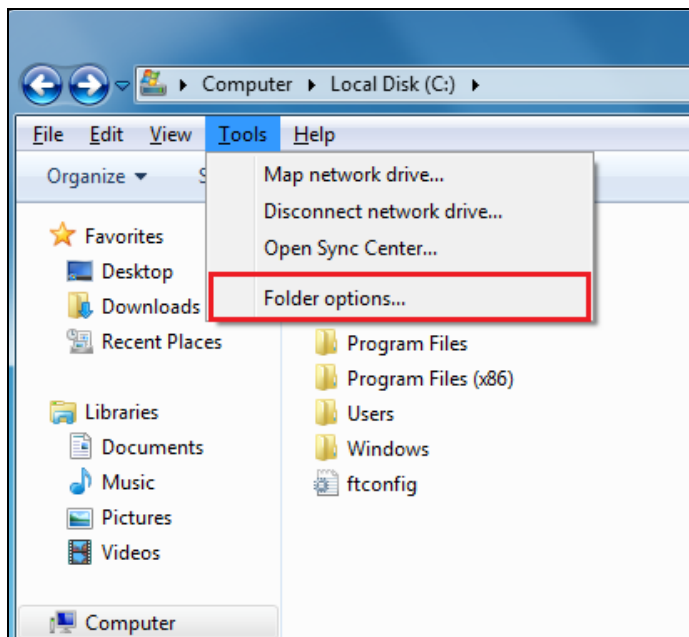 Computer Local Disk (C:)
File Edit View Tools Help
Organize S
Map network drive...
Disconnect network drive...
Open Sync Center...
Folder options...
Favorites
Desktop
Downloads
Recent Places
Libraries
Documents
Music
Pictures
Videos
Computer
Program Files
Program Files (x86)
Users
Windows
ftconfig